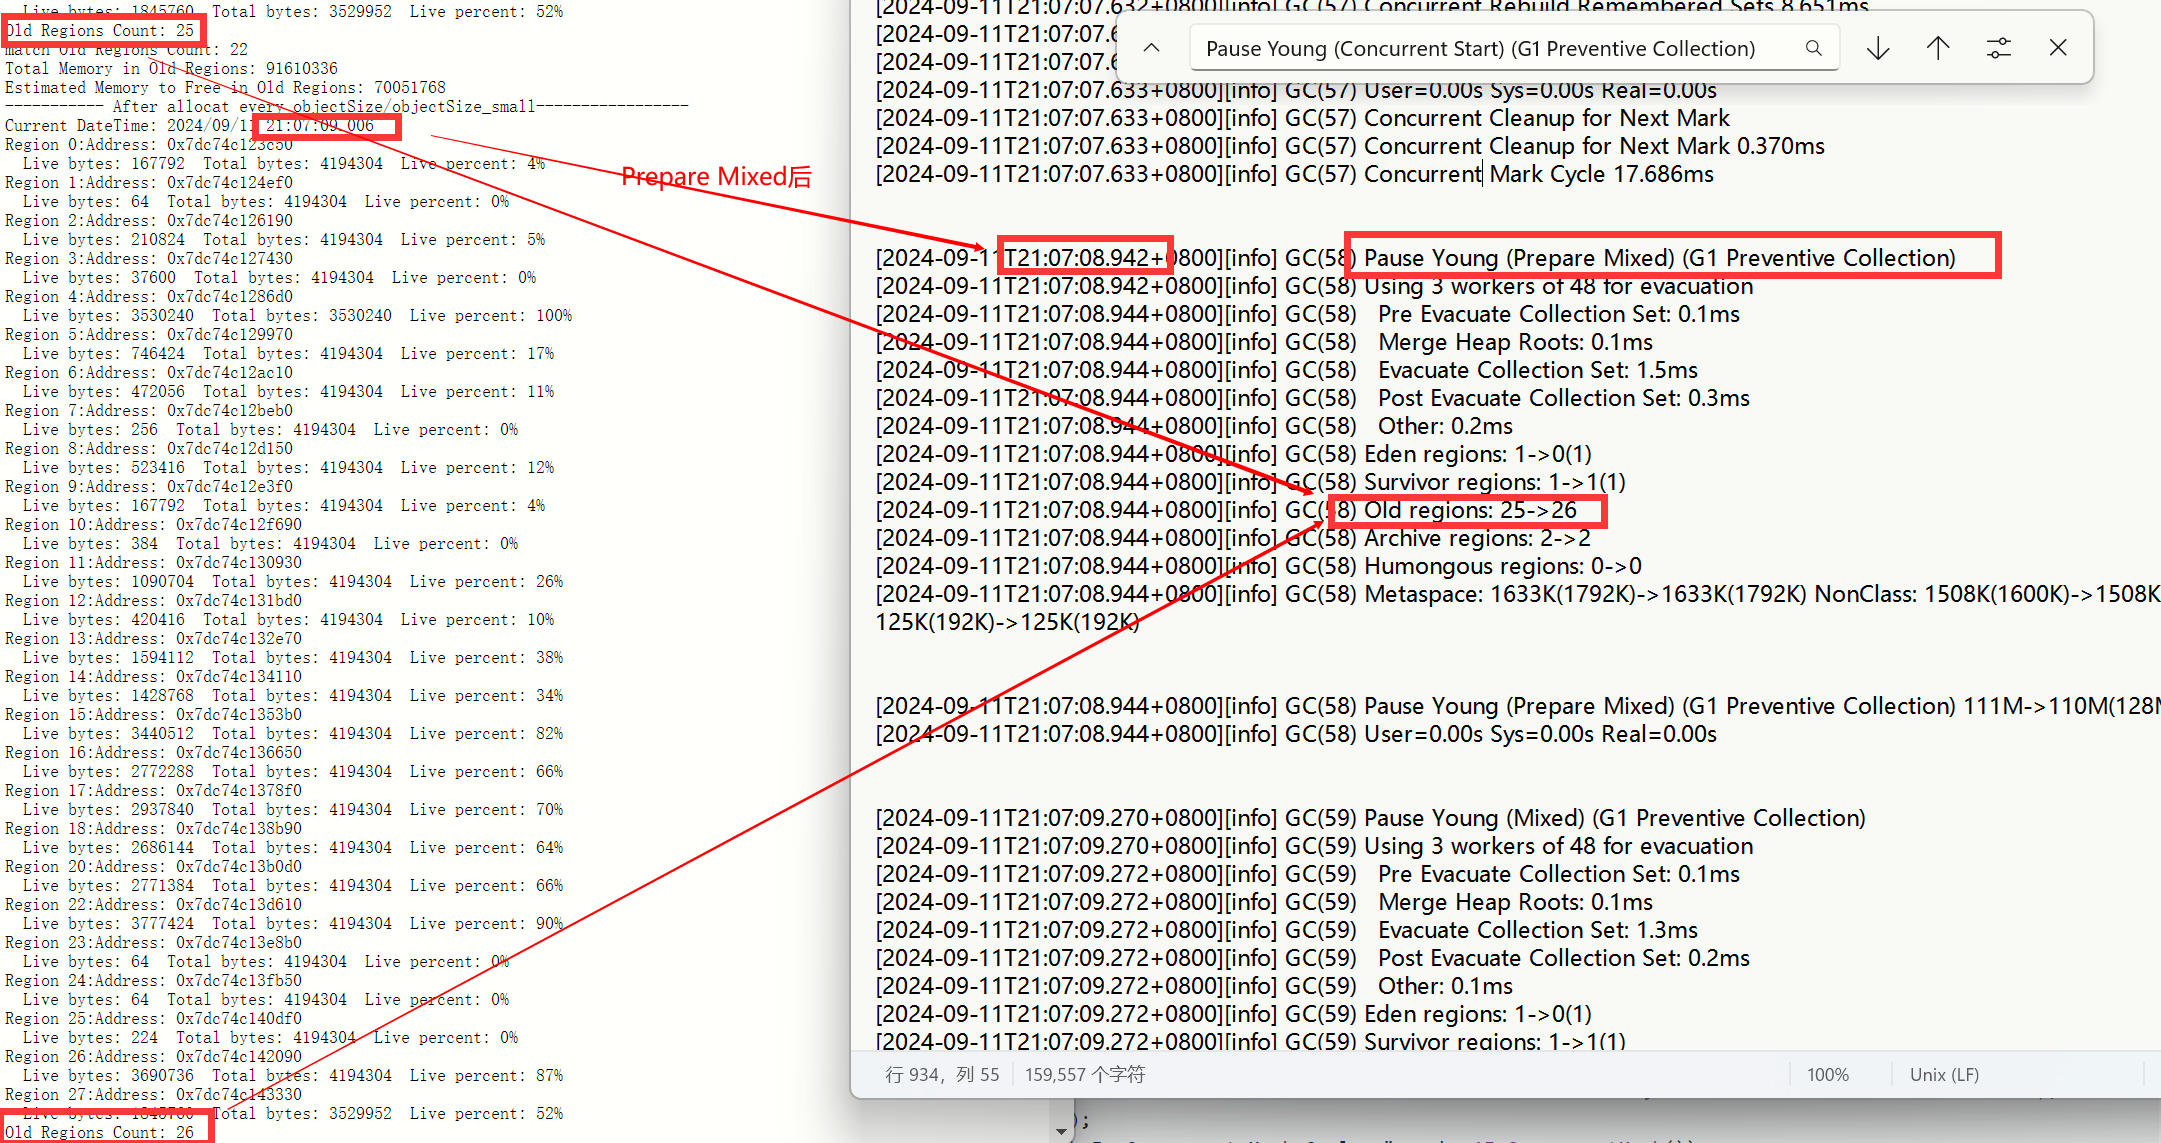 Live bytes: 1845760  Total bytes: 3529952  Live percent: 52%
Old Regions Count: 25
match Old Regions Count: 22
Total Memory in Old Regions: 91610336
Estimated Memory to Free in Old Regions: 70051768
----------- After allocat every objectSize/objectSize_small-----------------
Current DateTime: 2024/09/11 21:07:09.006
Region 0:Address: 0x7dc74c123c50
Live bytes: 167792  Total bytes: 4194304  Live percent: 4%
Region 1:Address: 0x7dc74c124ef0
Live bytes: 64  Total bytes: 4194304  Live percent: 0%
Region 2:Address: 0x7dc74c126190
Live bytes: 210824  Total bytes: 4194304  Live percent: 5%
Region 3:Address: 0x7dc74c127430
Live bytes: 37600  Total bytes: 4194304  Live percent: 0%
Region 4:Address: 0x7dc74c1286d0
Live bytes: 3530240  Total bytes: 3530240  Live percent: 100%
Region 5:Address: 0x7dc74c129970
Live bytes: 746424  Total bytes: 4194304  Live percent: 17%
Region 6:Address: 0x7dc74c12ac10
Live bytes: 472056  Total bytes: 4194304  Live percent: 11%
Region 7:Address: 0x7dc74c12beb0
Live bytes: 256  Total bytes: 4194304  Live percent: 0%
Region 8:Address: 0x7dc74c12d150
Live bytes: 523416  Total bytes: 4194304  Live percent: 12%
Region 9:Address: 0x7dc74c12e3f0
Live bytes: 167792  Total bytes: 4194304  Live percent: 4%
Region 10:Address: 0x7dc74c12f690
Live bytes: 384  Total bytes: 4194304  Live percent: 0%
Region 11:Address: 0x7dc74c130930
Live bytes: 1090704  Total bytes: 4194304  Live percent: 26%
Region 12:Address: 0x7dc74c131bd0
Live bytes: 420416  Total bytes: 4194304  Live percent: 10%
Region 13:Address: 0x7dc74c132e70
Live bytes: 1594112  Total bytes: 4194304  Live percent: 38%
Region 14:Address: 0x7dc74c134110
Live bytes: 1428768  Total bytes: 4194304  Live percent: 34%
Region 15:Address: 0x7dc74c1353b0
Live bytes: 3440512  Total bytes: 4194304  Live percent: 82%
Region 16:Address: 0x7dc74c136650
Live bytes: 2772288  Total bytes: 4194304  Live percent: 66%
Region 17:Address: 0x7dc74c1378f0
Live bytes: 2937840  Total bytes: 4194304  Live percent: 70%
Region 18:Address: 0x7dc74c138b90
Live bytes: 2686144  Total bytes: 4194304  Live percent: 64%
Region 20:Address: 0x7dc74c13b0d0
Live bytes: 2771384  Total bytes: 4194304  Live percent: 66%
Region 22:Address: 0x7dc74c13d610
Live bytes: 3777424  Total bytes: 4194304  Live percent: 90%
Region 23:Address: 0x7dc74c13e8b0
Live bytes: 64  Total bytes: 4194304  Live percent: 0%
Region 24:Address: 0x7dc74c13fb50
Live bytes: 64  Total bytes: 4194304  Live percent: 0%
Region 25:Address: 0x7dc74c140df0
Live bytes: 224  Total bytes: 4194304  Live percent: 0%
Region 26:Address: 0x7dc74c142090
Live bytes: 3690736  Total bytes: 4194304  Live percent: 87%
Region 27:Address: 0x7dc74c143330
Live bytes: 1845760  Total bytes: 3529952  Live percent: 52%
Old Regions Count: 26
Prepare Mixed后
[2024-09-11T21:07:07.632+0800][info] GC(57) Concurrent Rebuild Remembered Sets 8.651ms
Pause Young (Concurrent Start) (G1 Preventive Collection)
[2024-09-11T21:07:07.6
[2024-09-11T21:07:07.6
[2024-09-11T21:07:07.633+0800][info] GC(57) User=0.00s Sys=0.00s Real=0.00s
[2024-09-11T21:07:07.633+0800][info] GC(57) Concurrent Cleanup for Next Mark
[2024-09-11T21:07:07.633+0800][info] GC(57) Concurrent Cleanup for Next Mark 0.370ms
[2024-09-11T21:07:07.633+0800][info] GC(57) Concurrent Mark Cycle 17.686ms
[2024-09-11T21:07:08.942+0800][info] GC(58) Pause Young (Prepare Mixed) (G1 Preventive Collection)
[2024-09-11T21:07:08.942+0800][info] GC(58) Using 3 workers of 48 for evacuation
[2024-09-11T21:07:08.944+0800][info] GC(58)   Pre Evacuate Collection Set: 0.1ms
[2024-09-11T21:07:08.944+0800][info] GC(58)   Merge Heap Roots: 0.1ms
[2024-09-11T21:07:08.944+0800][info] GC(58)   Evacuate Collection Set: 1.5ms
[2024-09-11T21:07:08.944+0800][info] GC(58)   Post Evacuate Collection Set: 0.3ms
[2024-09-11T21:07:08.944+0800][info] GC(58)   Other: 0.2ms
[2024-09-11T21:07:08.944+0800][info] GC(58) Eden regions: 1->0(1)
[2024-09-11T21:07:08.944+0800][info] GC(58) Survivor regions: 1->1(1)
[2024-09-11T21:07:08.944+0800][info] GC(58) Old regions: 25->26
[2024-09-11T21:07:08.944+0800][info] GC(58) Archive regions: 2->2
[2024-09-11T21:07:08.944+0800][info] GC(58) Humongous regions: 0->0
[2024-09-11T21:07:08.944+0800][info] GC(58) Metaspace: 1633K(1792K)->1633K(1792K) NonClass: 1508K(1600K)->1508K
125K(192K)->125K(192K)
[2024-09-11T21:07:08.944+0800][info] GC(58) Pause Young (Prepare Mixed) (G1 Preventive Collection) 111M->110M(128M
[2024-09-11T21:07:08.944+0800][info] GC(58) User=0.00s Sys=0.00s Real=0.00s
[2024-09-11T21:07:09.270+0800][info] GC(59) Pause Young (Mixed) (G1 Preventive Collection)
[2024-09-11T21:07:09.270+0800][info] GC(59) Using 3 workers of 48 for evacuation
[2024-09-11T21:07:09.272+0800][info] GC(59)   Pre Evacuate Collection Set: 0.1ms
[2024-09-11T21:07:09.272+0800][info] GC(59)   Merge Heap Roots: 0.1ms
[2024-09-11T21:07:09.272+0800][info] GC(59)   Evacuate Collection Set: 1.3ms
[2024-09-11T21:07:09.272+0800][info] GC(59)   Post Evacuate Collection Set: 0.2ms
[2024-09-11T21:07:09.272+0800][info] GC(59)   Other: 0.1ms
[2024-09-11T21:07:09.272+0800][info] GC(59) Eden regions: 1->0(1)
[2024-09-11T21:07:09.272+0800][info] GC(59) Survivor regions: 1->1(1)
行 934, 列 55  159,557 个字符  100%  Unix (LF)
);